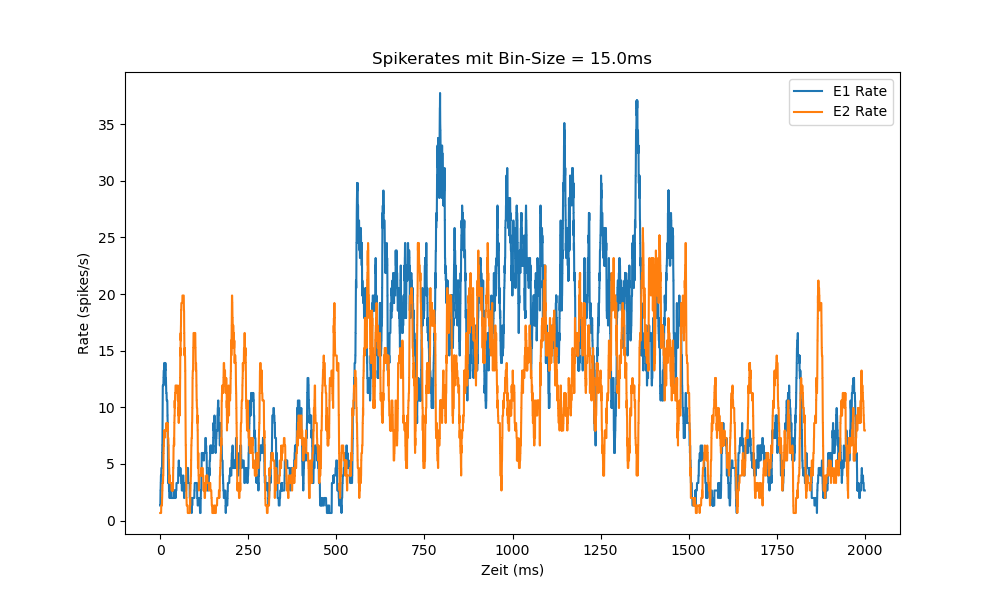 Spikerates mit Bin-Size = 15.0ms
E1 Rate
E2 Rate
Rate (spikes/s)
35
30
25
20
15
10
5
0
0 250 500 750 1000 1250 1500 1750 2000
Zeit (ms)